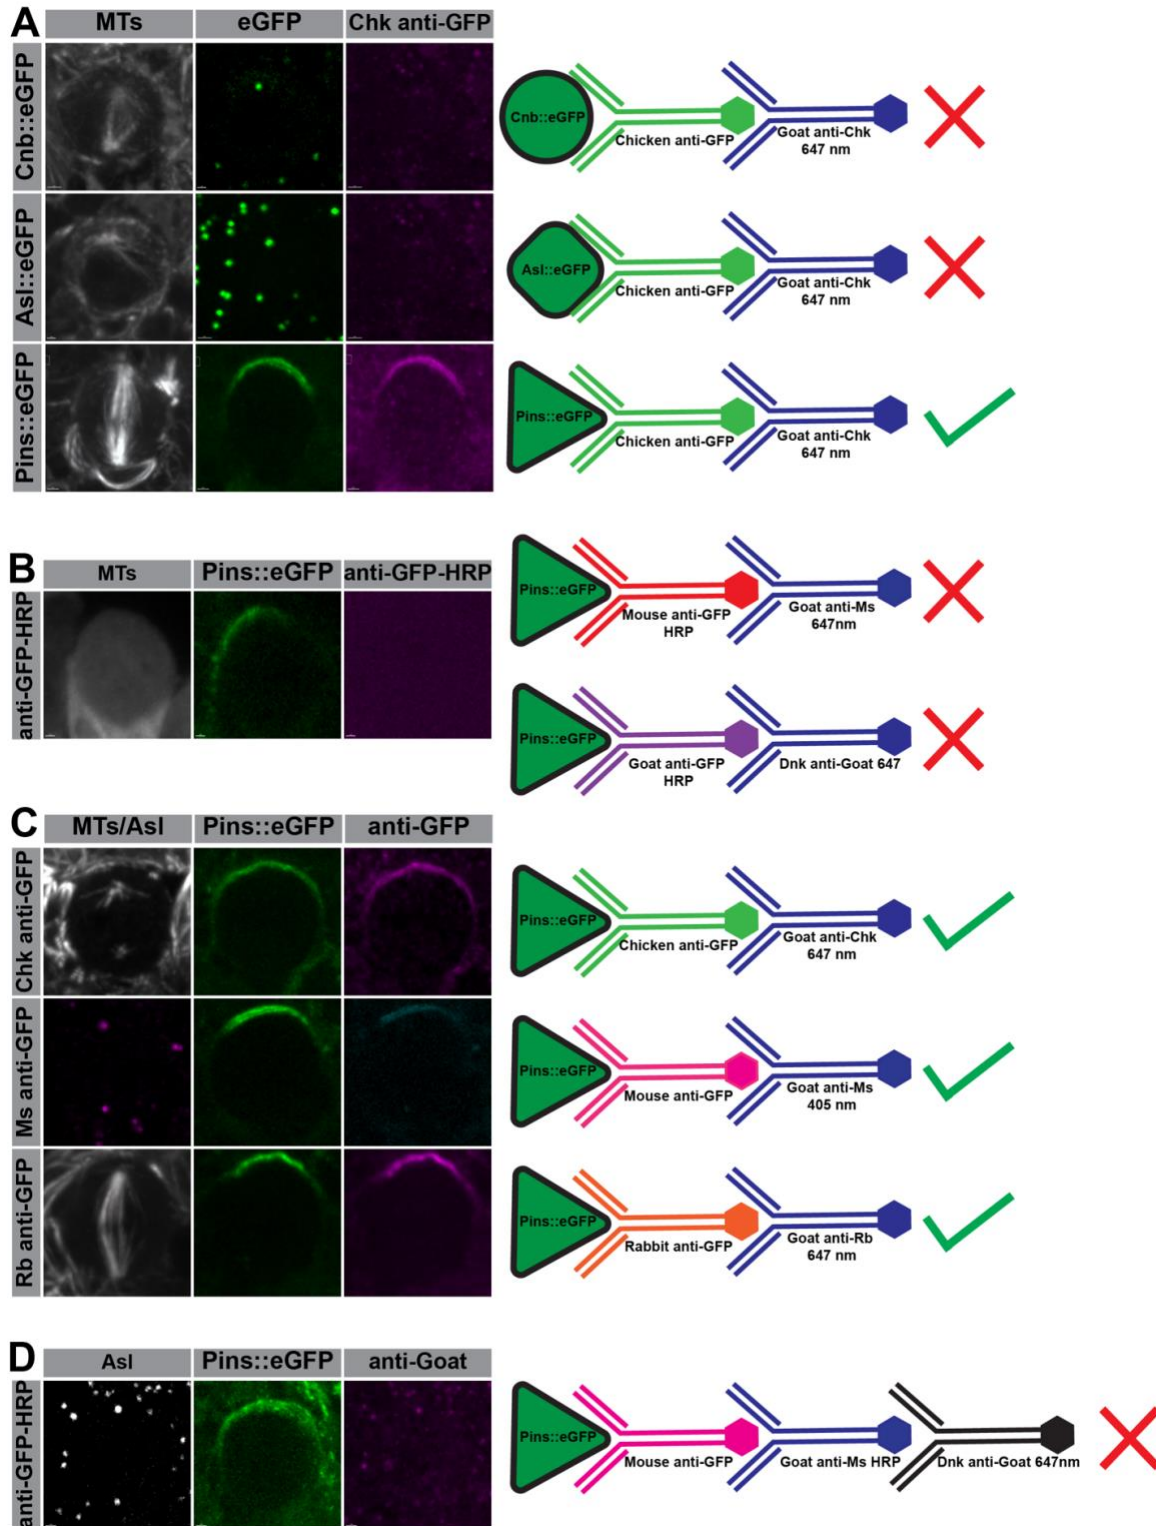 A
MTs
eGFP
Chk anti-GFP
Cnb::eGFP
Cnb::eGFP
Chicken anti-GFP
Goat anti-Chk
647 nm
Asl::eGFP
Asl::eGFP
Chicken anti-GFP
Goat anti-Chk
647 nm
Pins::eGFP
Pins::eGFP
Chicken anti-GFP
Goat anti-Chk
647 nm
B
MTs
Pins::eGFP
anti-GFP-HRP
anti-GFP-HRP
Pins::eGFP
Mouse anti-GFP
HRP
Goat anti-Ms
647nm
Pins::eGFP
Goat anti-GFP
HRP
Dnk anti-Goat 647
C
MTs/Asl
Pins::eGFP
anti-GFP
Chk anti-GFP
Pins::eGFP
Chicken anti-GFP
Goat anti-Chk
647 nm
Ms anti-GFP
Pins::eGFP
Mouse anti-GFP
Goat anti-Ms
405 nm
Rb anti-GFP
Pins::eGFP
Rabbit anti-GFP
Goat anti-Rb
647 nm
D
Asl
Pins::eGFP
anti-Goat
anti-GFP-HRP
Pins::eGFP
Mouse anti-GFP
Goat anti-Ms HRP
Dnk anti-Goat 647nm